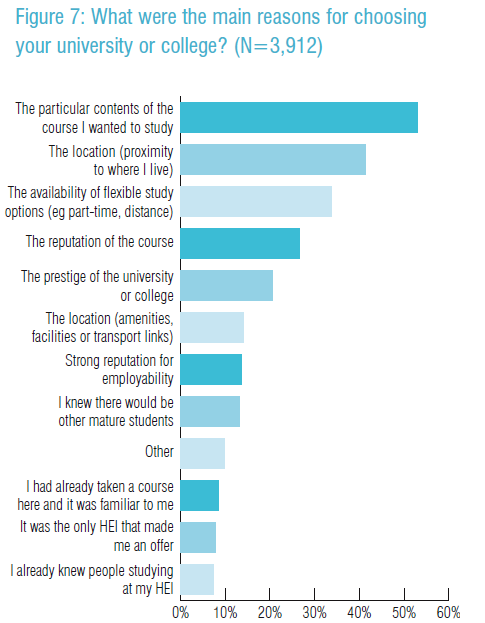 Figure 7: What were the main reasons for choosing
your university or college? (N=3,912)
The particular contents of the
course I wanted to study
The location (proximity
to where I live)
The availability of flexible study
options (eg part-time, distance)
The reputation of the course
The prestige of the university
or college
The location (amenities,
facilities or transport links)
Strong reputation for
employability
I knew there would be
other mature students
Other
I had already taken a course
here and it was familiar to me
It was the only HEI that made
me an offer
I already knew people studying
at my HEI
0% 10% 20% 30% 40% 50% 60%